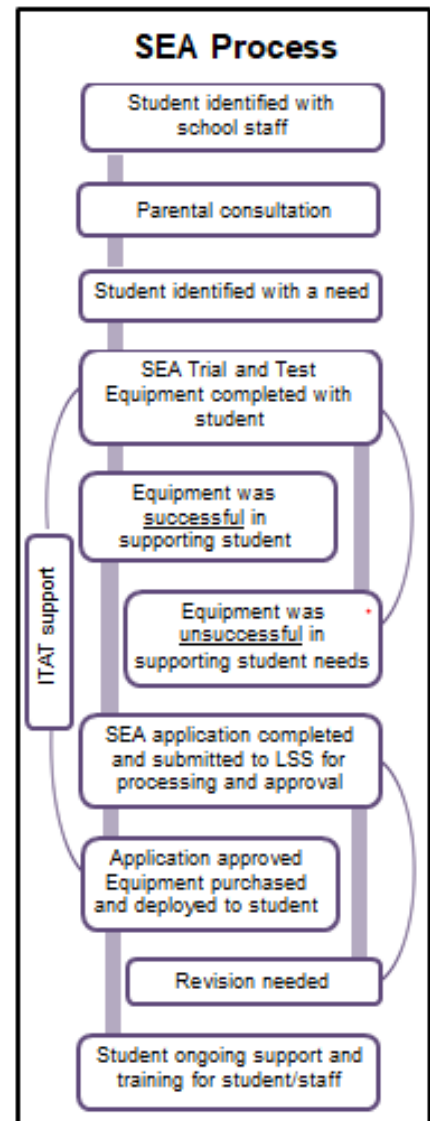 SEA Process
Student identified with
school staff
Parental consultation
Student identified with a need
SEA Trial and Test
Equipment completed with
student
Equipment was
successful in
supporting student
ITAT support
Equipment was
unsuccessful in
supporting student needs
SEA application completed
and submitted to LSS for
processing and approval
Application approved
Equipment purchased
and deployed to student
Revision needed
Student ongoing support and
training for student/staff